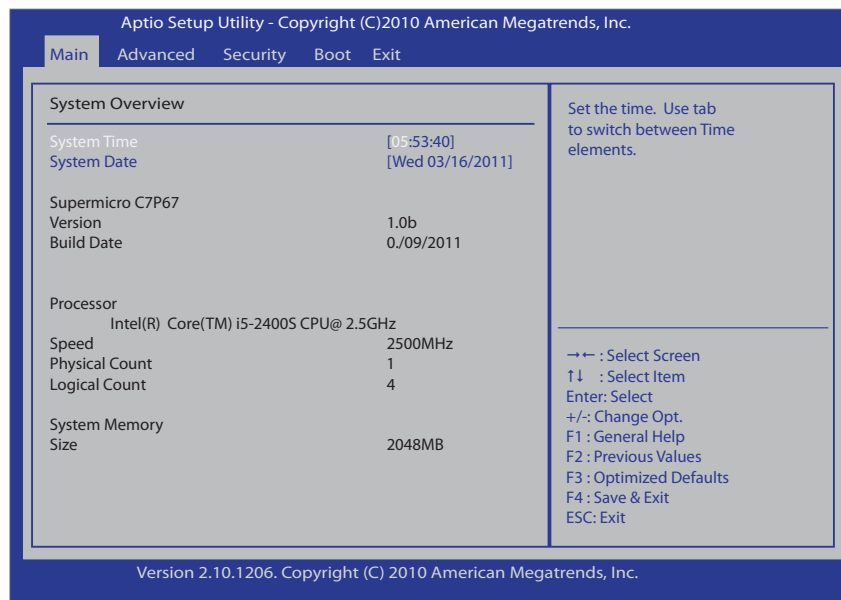 Aptio Setup Utility - Copyright (C)2010 American Megatrends, Inc.
Main Advanced Security Boot Exit
System Overview
System Time [05:53:40]
System Date [Wed 03/16/2011]
Supermicro C7P67
Version 1.0b
Build Date 0./09/2011
Processor
Intel(R) Core(TM) i5-2400S CPU@ 2.5GHz
Speed 2500MHz
Physical Count 1
Logical Count 4
System Memory
Size 2048MB
Set the time. Use tab
to switch between Time
elements.
→← : Select Screen
↑↓ : Select Item
Enter: Select
+/-: Change Opt.
F1 : General Help
F2 : Previous Values
F3 : Optimized Defaults
F4 : Save & Exit
ESC: Exit
Version 2.10.1206. Copyright (C) 2010 American Megatrends, Inc.